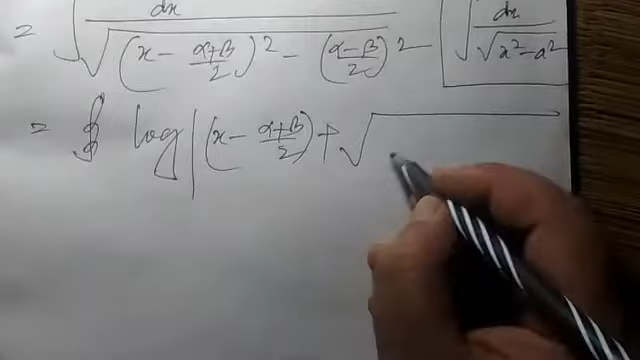 = ∫ dx / √((x − (α+β)/2)² − ((α−β)/2)²) ∫ dx / √(x² − a²)
= log |(x − (α+β)/2) + √